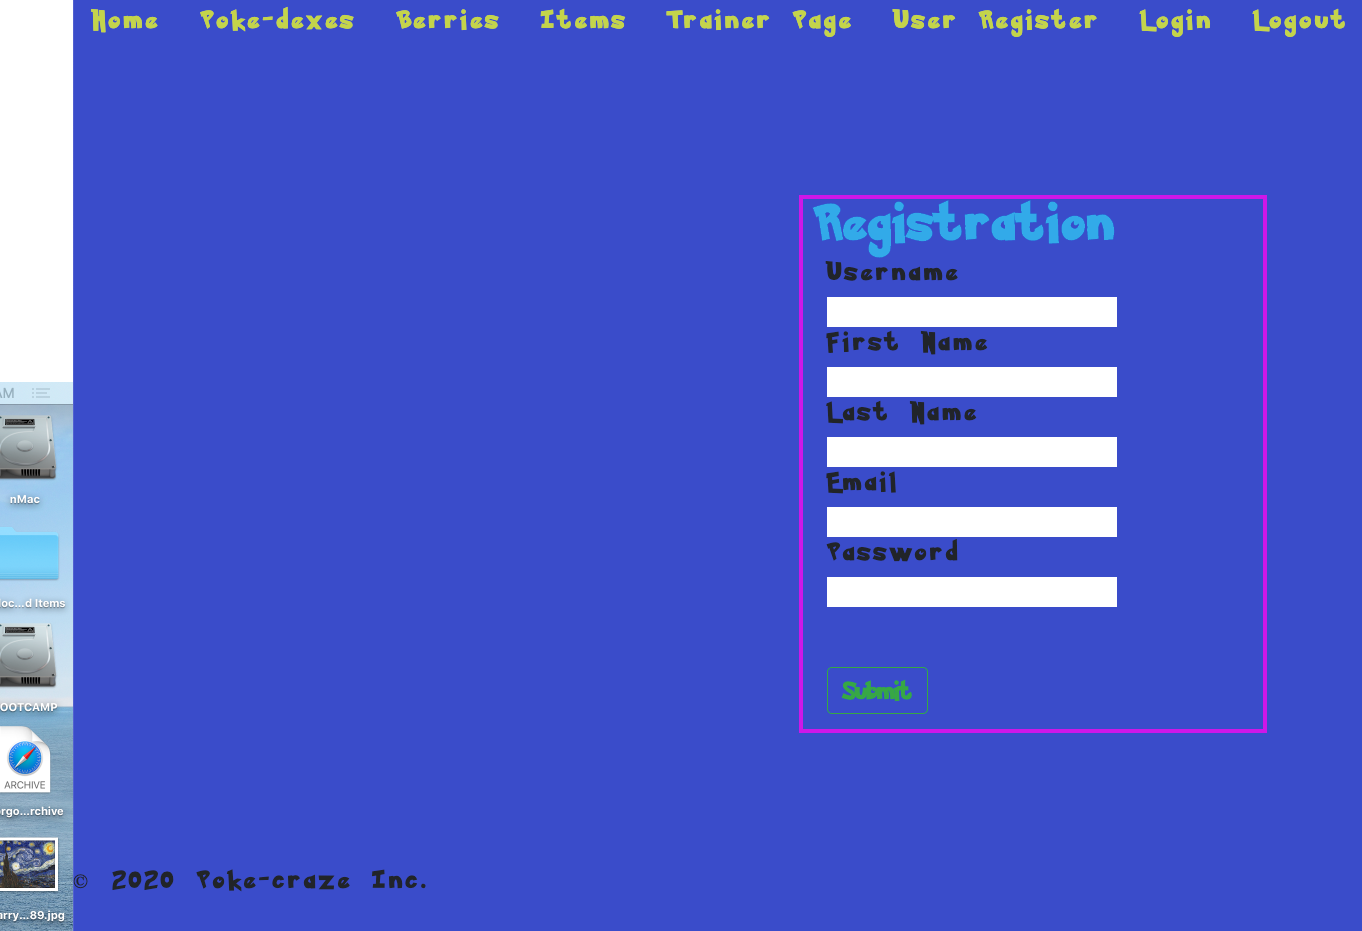 Home Poke-dexes Berries Items Trainer Page User Register Login Logout
Registration
Username
First Name
Last Name
Email
Password
Submit
AM
nMac
oc...d Items
OOTCAMP
ARCHIVE
rgo...rchive
arry...89.jpg
© 2020 Poke-craze Inc.